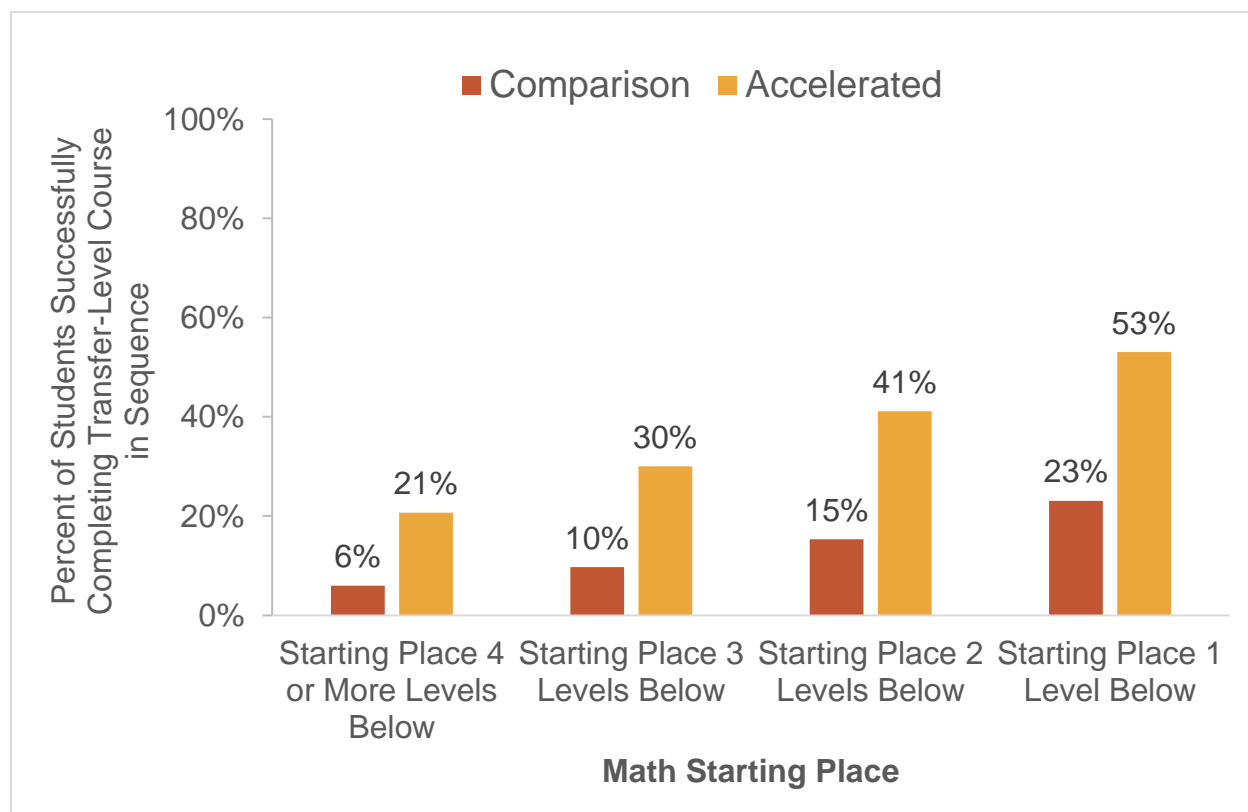 Comparison Accelerated
Percent of Students Successfully
Completing Transfer-Level Course
in Sequence
100%
80%
60%
40%
20%
0%
6%
21%
10%
30%
15%
41%
23%
53%
Starting Place 4
or More Levels
Below
Starting Place 3
Levels Below
Starting Place 2
Levels Below
Starting Place 1
Level Below
Math Starting Place